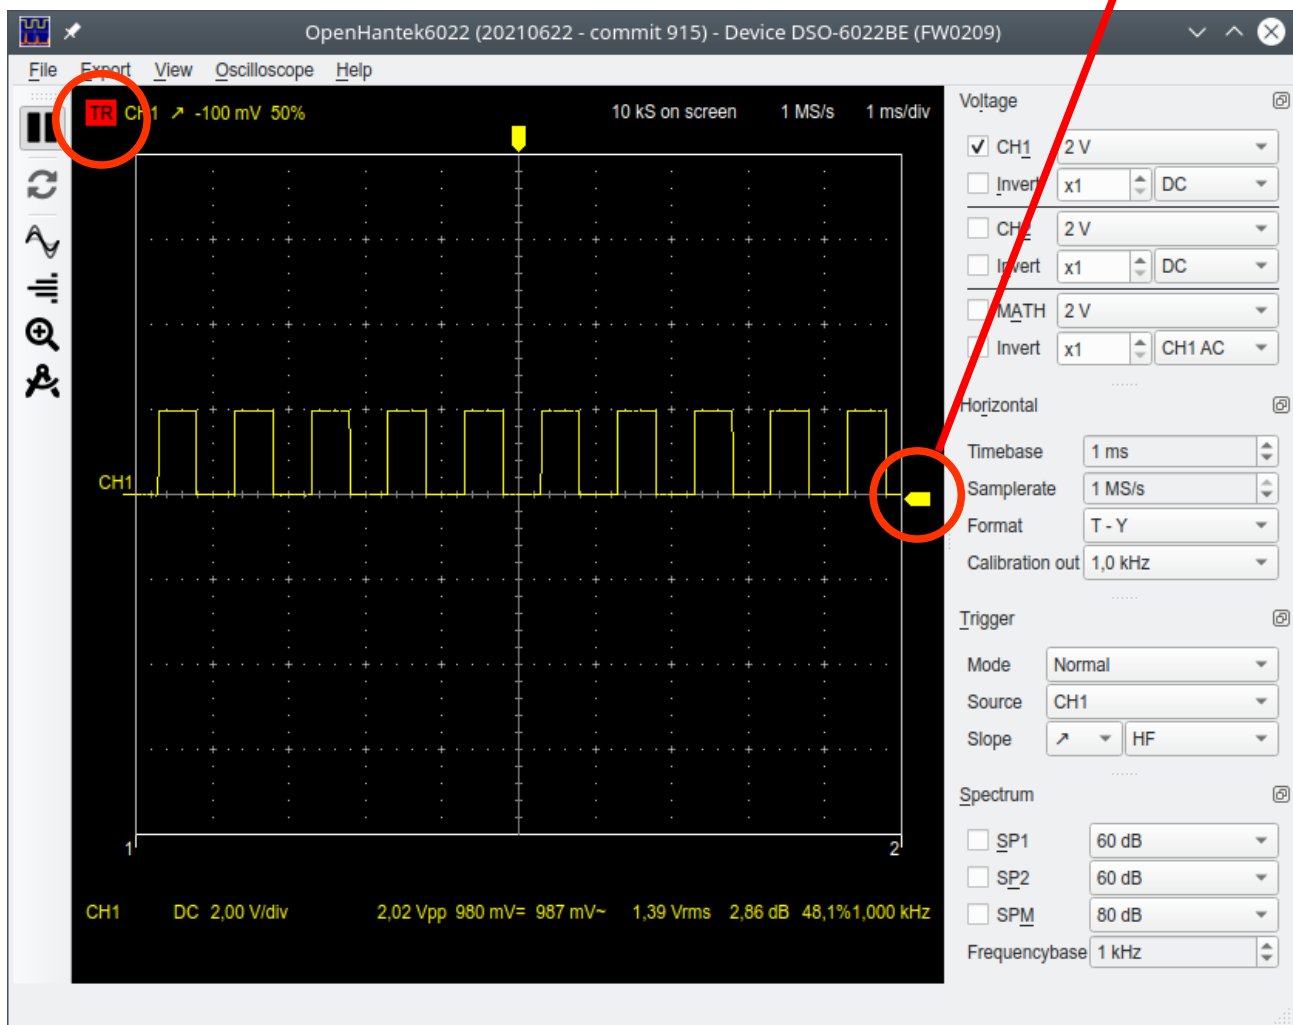 OpenHantek6022 (20210622 - commit 915) - Device DSO-6022BE (FW0209)
File Export View Oscilloscope Help
TR CH1 ↗ -100 mV 50% 10 kS on screen 1 MS/s 1 ms/div
CH1
1 2
CH1 DC 2,00 V/div 2,02 Vpp 980 mV= 987 mV~ 1,39 Vrms 2,86 dB 48,1% 1,000 kHz
Voltage
CH1 2 V
Invert x1 DC
CH2 2 V
Invert x1 DC
MATH 2 V
Invert x1 CH1 AC
Horizontal
Timebase 1 ms
Samplerate 1 MS/s
Format T - Y
Calibration out 1,0 kHz
Trigger
Mode Normal
Source CH1
Slope ↗ HF
Spectrum
SP1 60 dB
SP2 60 dB
SPM 80 dB
Frequencybase 1 kHz